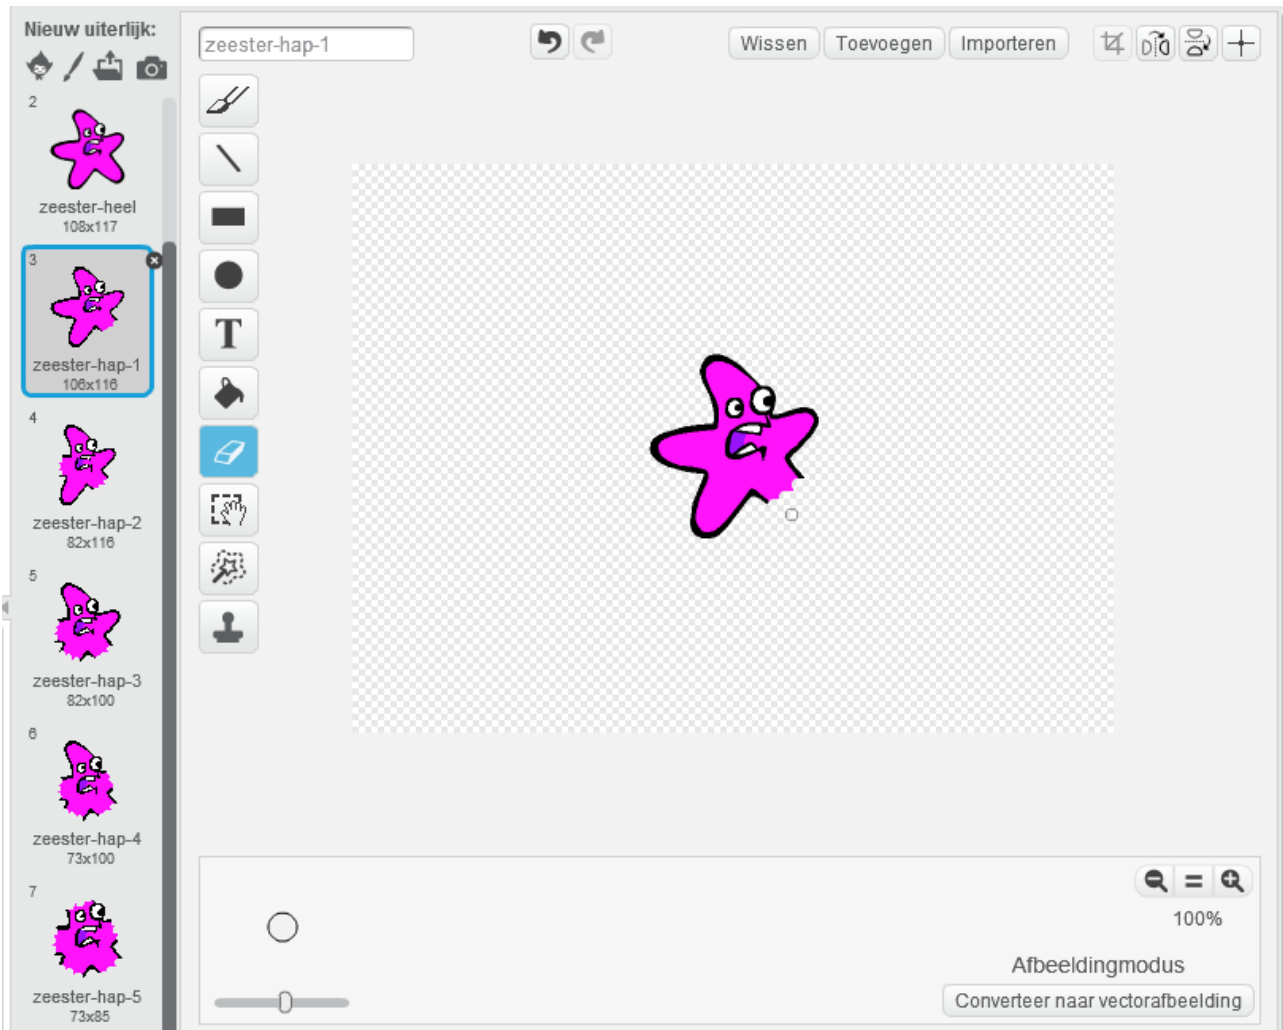 Nieuw uiterlijk:
2
zeester-heel
108x117
3
zeester-hap-1
106x116
4
zeester-hap-2
82x116
5
zeester-hap-3
82x100
6
zeester-hap-4
73x100
7
zeester-hap-5
73x85
zeester-hap-1
Wissen
Toevoegen
Importeren
T
100%
Afbeeldingmodus
Converteer naar vectorafbeelding